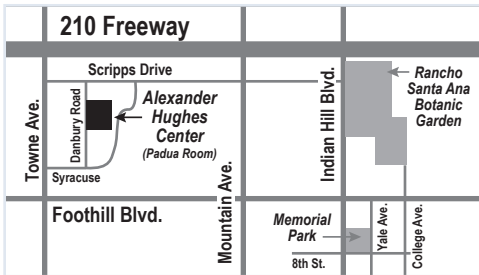 210 Freeway
Scripps Drive
Towne Ave.
Danbury Road
Alexander
Hughes
Center
(Padua Room)
Syracuse
Mountain Ave.
Indian Hill Blvd.
Rancho
Santa Ana
Botanic
Garden
Foothill Blvd.
Memorial
Park
8th St.
Yale Ave.
College Ave.